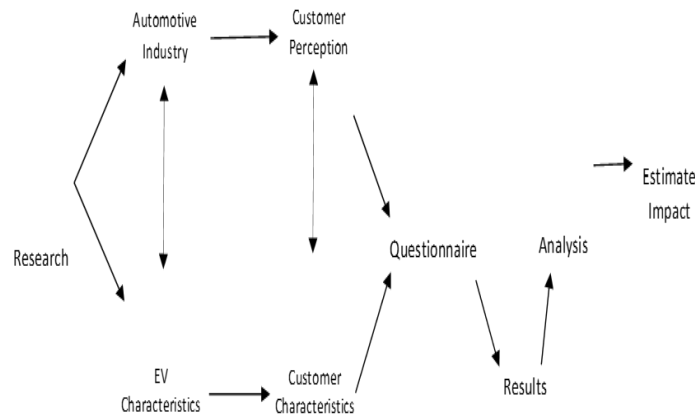 Automotive
Industry
Customer
Perception
Research
Questionnaire
Analysis
Estimate
Impact
EV
Characteristics
Customer
Characteristics
Results